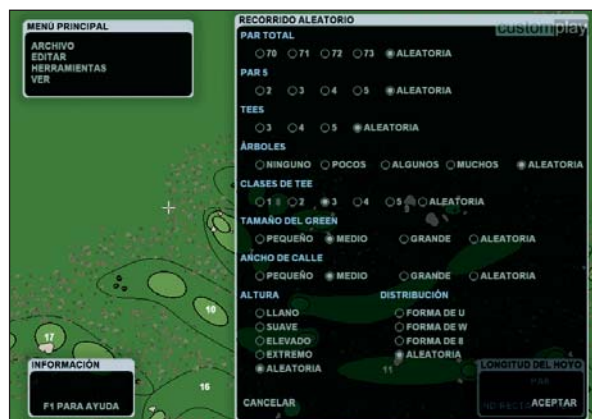 MENÚ PRINCIPAL
ARCHIVO
EDITAR
HERRAMIENTAS
VER
RECORRIDO ALEATORIO
customplay
PAR TOTAL
70 71 72 73 ALEATORIA
PAR 5
2 3 4 5 ALEATORIA
TEES
3 4 5 ALEATORIA
ÁRBOLES
NINGUNO POCOS ALGUNOS MUCHOS ALEATORIA
CLASES DE TEE
1 2 3 4 5 ALEATORIA
TAMAÑO DEL GREEN
PEQUEÑO MEDIO GRANDE ALEATORIA
ANCHO DE CALLE
PEQUEÑO MEDIO GRANDE ALEATORIA
ALTURA DISTRIBUCIÓN
LLANO FORMA DE U
SUAVE FORMA DE W
ELEVADO FORMA DE 8
EXTREMO ALEATORIA
ALEATORIA
CANCELAR ACEPTAR
10
17
16
11
INFORMACIÓN
F1 PARA AYUDA
LONGITUD DEL HOYO
PAR